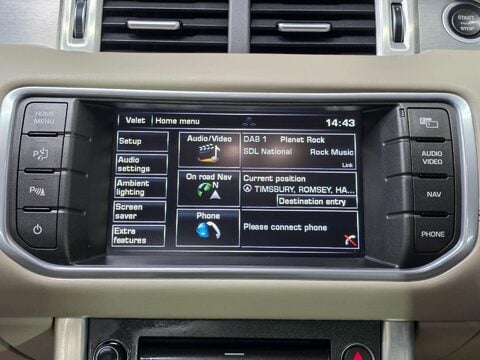 START
STOP
ENGINE
HOME
MENU
Valet
Home menu
14:43
Setup
Audio/Video
DAB 1
Planet Rock
SDL National
Rock Music
Link
Audio
settings
On road Nav
N
Current position
TIMSBURY, ROMSEY, HA...
Destination entry
Ambient
lighting
Screen
saver
Phone
Please connect phone
Extra
features
P
P
AUDIO
VIDEO
NAV
PHONE